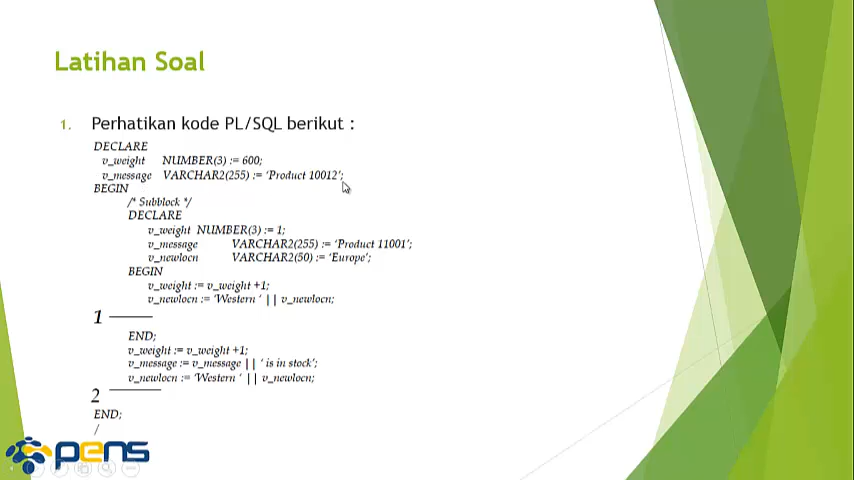 Latihan Soal
1. Perhatikan kode PL/SQL berikut :
DECLARE
v_weight NUMBER(3) := 600;
v_message VARCHAR2(255) := 'Product 10012';
BEGIN
/* Subblock */
DECLARE
v_weight NUMBER(3) := 1;
v_message VARCHAR2(255) := 'Product 11001';
v_newlocn VARCHAR2(50) := 'Europe';
BEGIN
v_weight := v_weight +1;
v_newlocn := 'Western ' || v_newlocn;
1
END;
v_weight := v_weight +1;
v_message := v_message || ' is in stock';
v_newlocn := 'Western ' || v_newlocn;
2
END;
/
pens